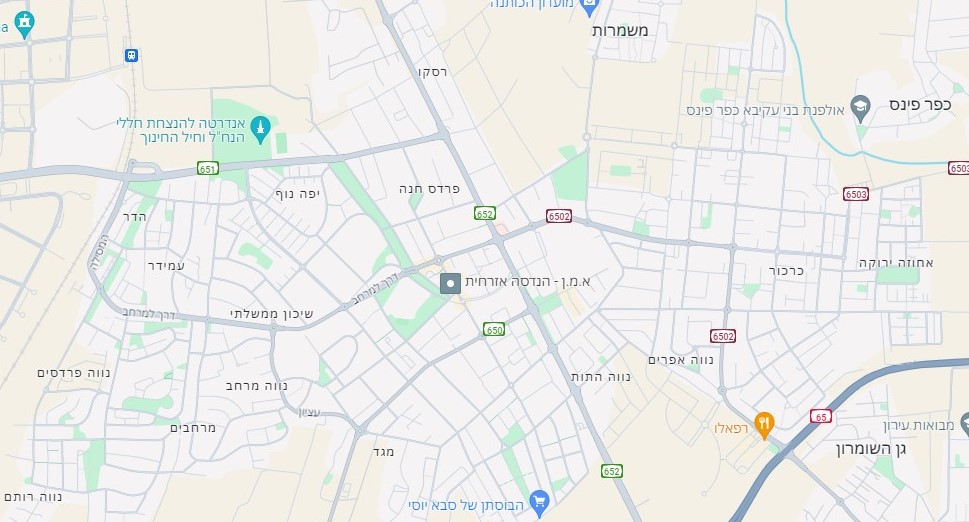 מועדון הכותנה
a
משמרות
רסקו
כפר פינס
אולפנת בני עקיבא כפר פינס
אנדרטה להנצחת חללי
הנח"ל וחיל החינוך
651
6503
יפה נוף
פרדס חנה
6503
652
6502
הדר
המסילה
עמידר
אחוזה ירוקה
כרכור
א.מ.ן - הנדסה אזרחית
דרך למרחב
דרך למרחב
שיכון ממשלתי
650
6502
נווה אפרים
נווה פרדסים
נווה מרחב
נווה התות
עציון
65
רפאלו
מבואות עירון
מרחבים
מגד
גן השומרון
652
נווה רותם
הבוסתן של סבא יוסי